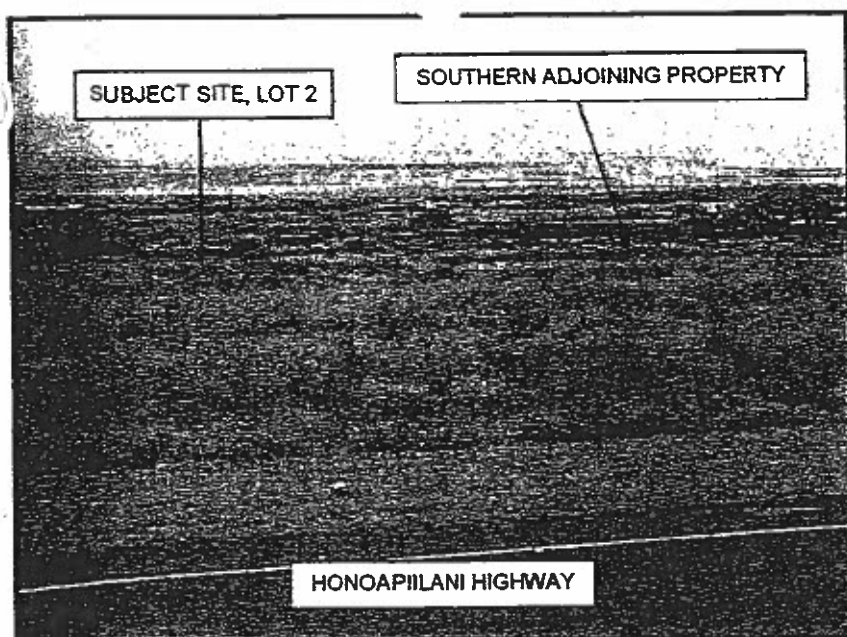 SUBJECT SITE, LOT 2
SOUTHERN ADJOINING PROPERTY
HONOAPIILANI HIGHWAY